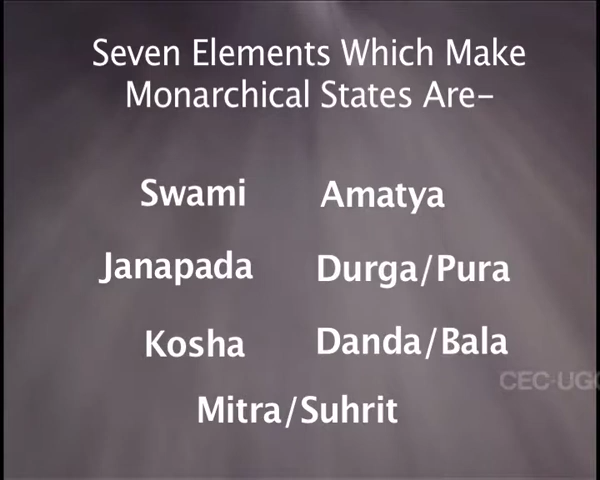 Seven Elements Which Make
Monarchical States Are-
Swami Amatya
Janapada Durga/Pura
Kosha Danda/Bala
CEC-UGC
Mitra/Suhrit